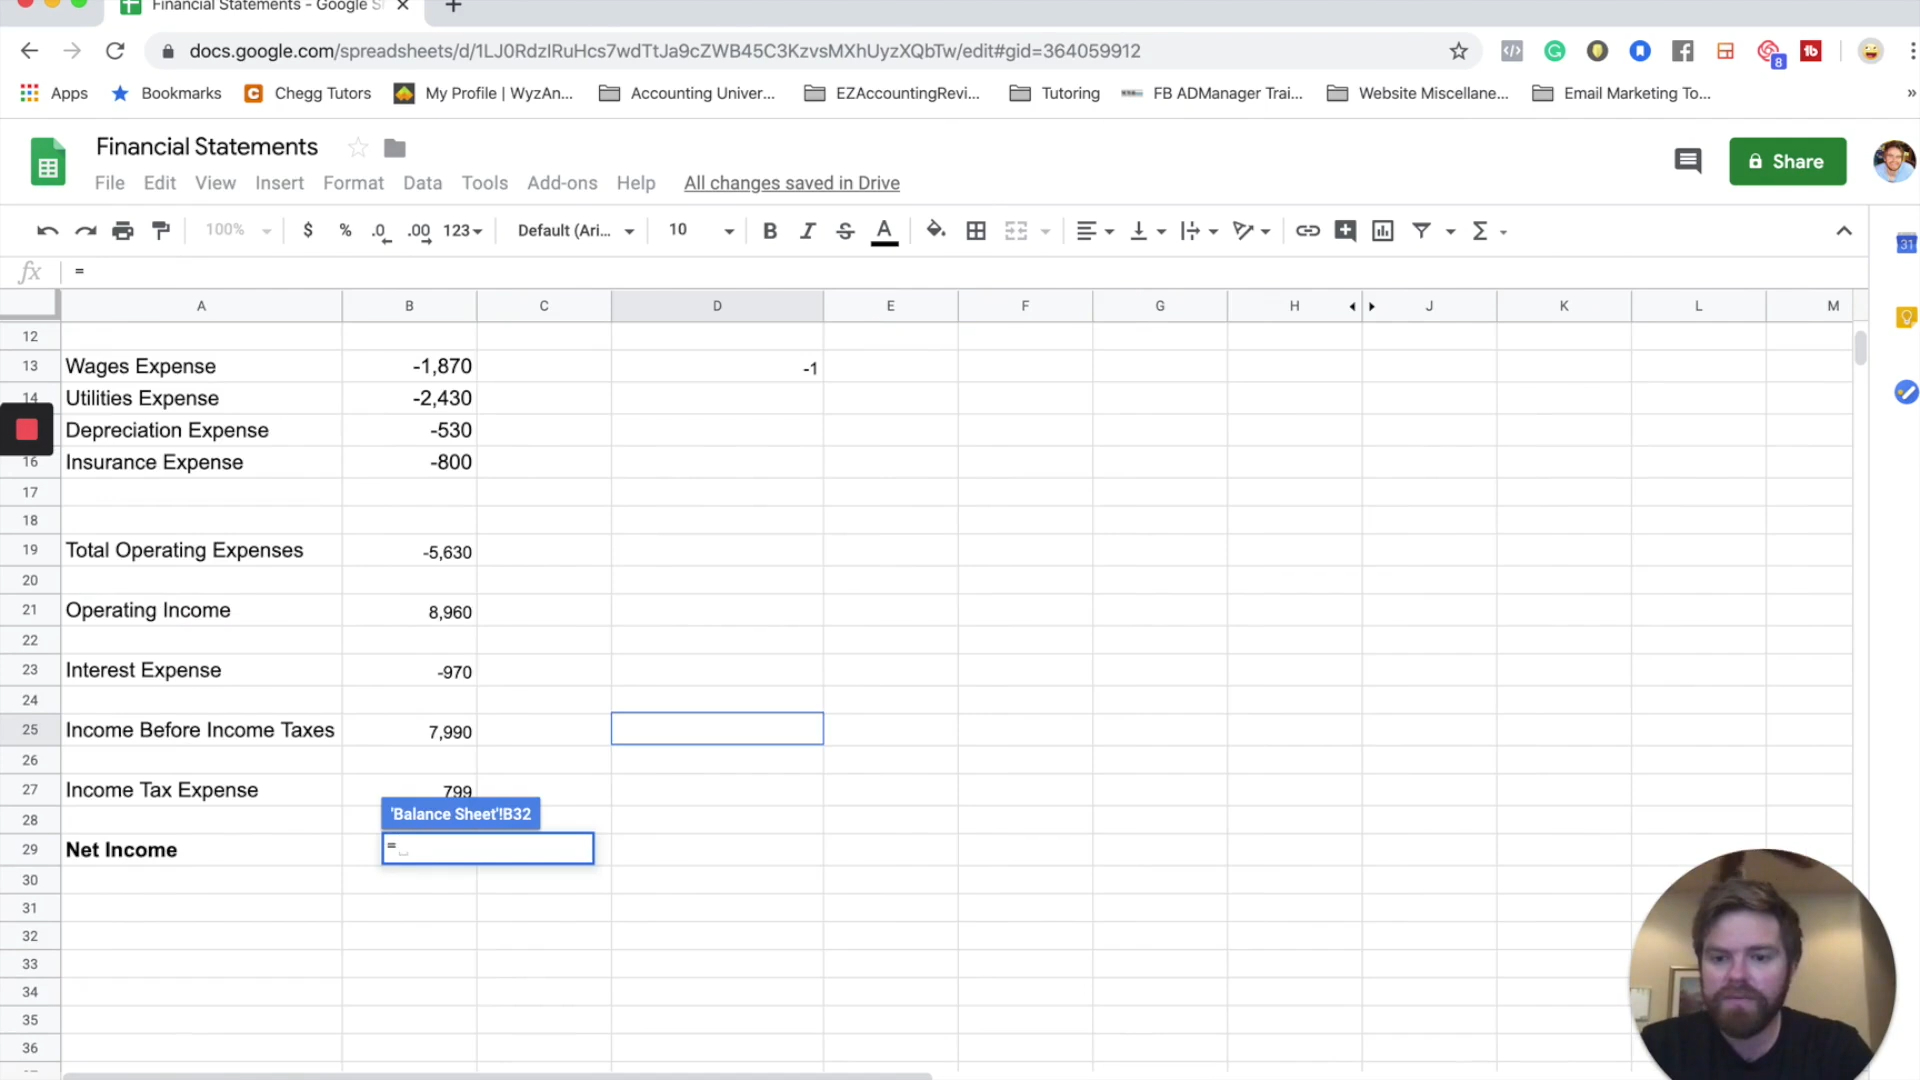 Financial Statements - Google S
docs.google.com/spreadsheets/d/1LJ0RdzlRuHcs7wdTtJa9cZWB45C3KzvsMXhUyzXQbTw/edit#gid=364059912
8
Apps Bookmarks Chegg Tutors My Profile | WyzAn... Accounting Univer... EZAccountingRevi... Tutoring FB ADManager Trai... Website Miscellane... Email Marketing To... »
Financial Statements
Share
File Edit View Insert Format Data Tools Add-ons Help All changes saved in Drive
100% $ % .0 .00 123 Default (Ari... 10 B I S A Σ
31
fx =
A B C D E F G H J K L M
12
13 Wages Expense -1,870 -1
14 Utilities Expense -2,430
Depreciation Expense -530
16 Insurance Expense -800
17
18
19 Total Operating Expenses -5,630
20
21 Operating Income 8,960
22
23 Interest Expense -970
24
25 Income Before Income Taxes 7,990
26
27 Income Tax Expense 799
28 'Balance Sheet'!B32
29 Net Income =
30
31
32
33
34
35
36